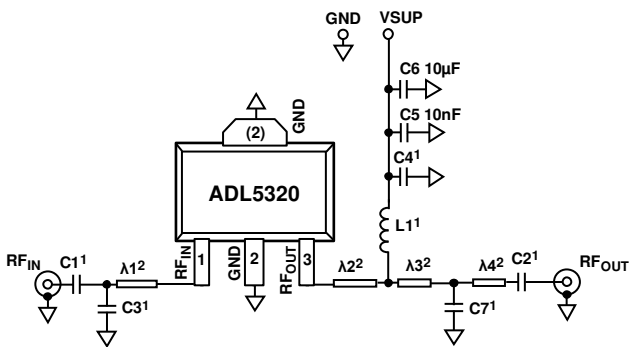 GND VSUP
C6 10µF
C5 10nF
C4¹
(2)
GND
ADL5320
L1¹
RF_IN
C1¹
λ1²
RF_IN
1
GND
2
RF_OUT
3
λ2²
λ3²
λ4²
C2¹
RF_OUT
C3¹
C7¹